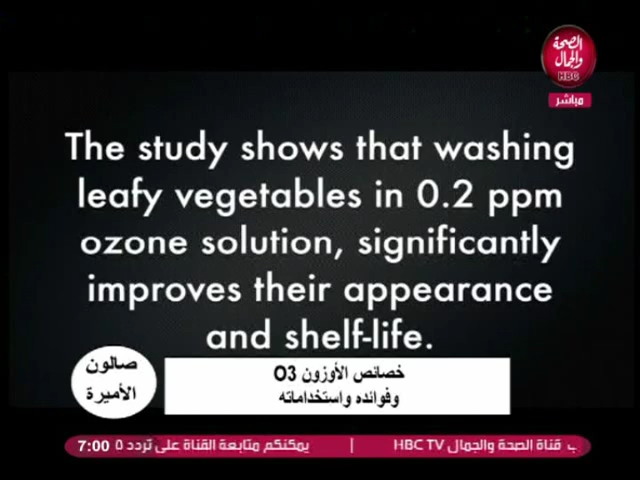 الصحة
والجمال
HBC
مباشر
The study shows that washing
leafy vegetables in 0.2 ppm
ozone solution, significantly
improves their appearance
and shelf-life.
صالون
الأميرة
خصائص الأوزون O3
وفوائده واستخداماته
ب قناة الصحة والجمال HBC TV | يمكنكم متابعة القناة على تردد 5
7:00